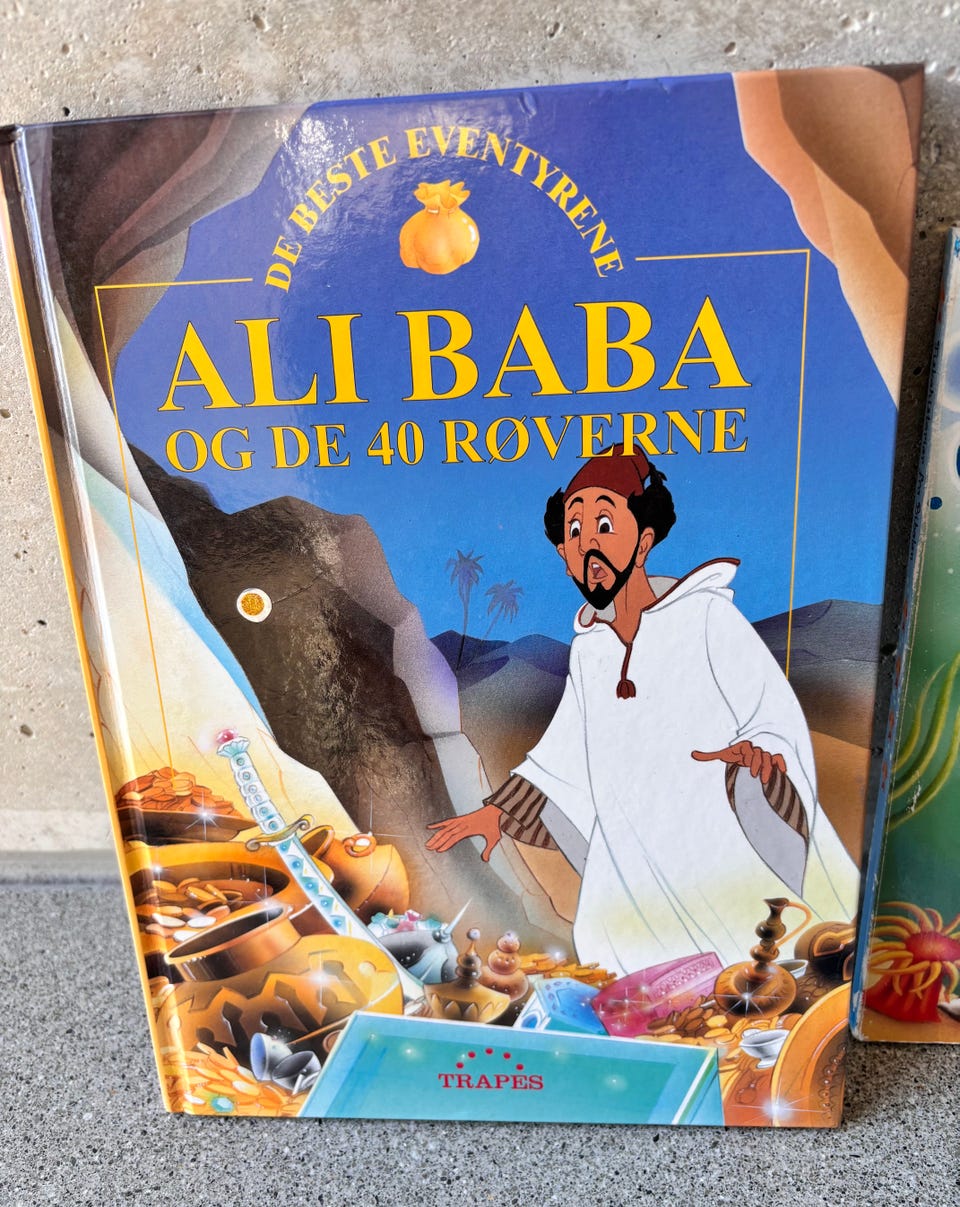 DE BESTE EVENTYRENE
ALI BABA
OG DE 40 RØVERNE
TRAPES